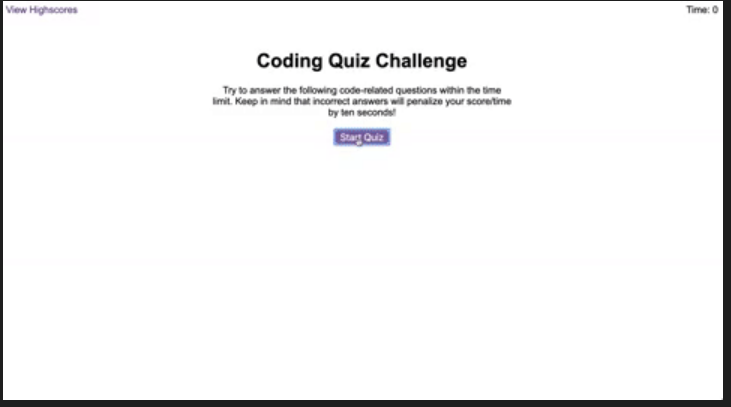 View Highscores
Time: 0
Coding Quiz Challenge
Try to answer the following code-related questions within the time
limit. Keep in mind that incorrect answers will penalize your score/time
by ten seconds!
Start Quiz